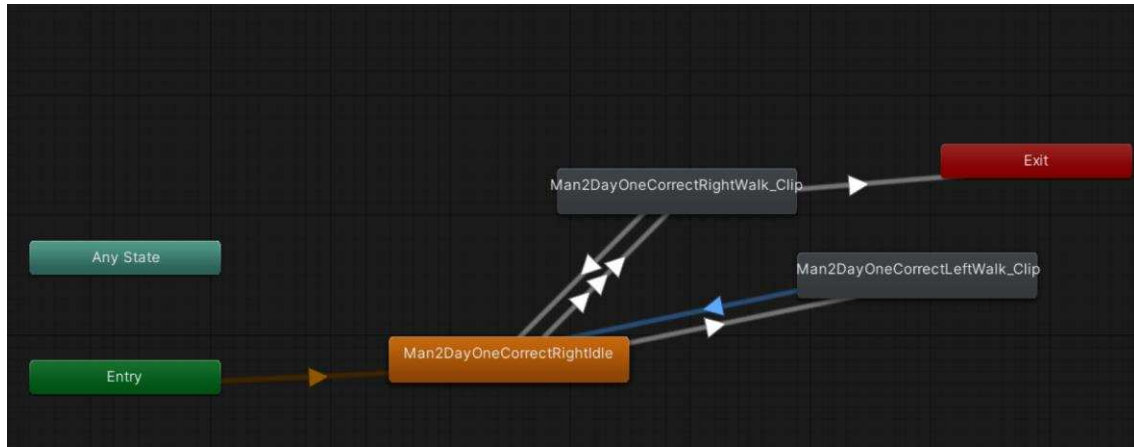 Exit
Man2DayOneCorrectRightWalk_Clip
Any State
Man2DayOneCorrectLeftWalk_Clip
Man2DayOneCorrectRightIdle
Entry